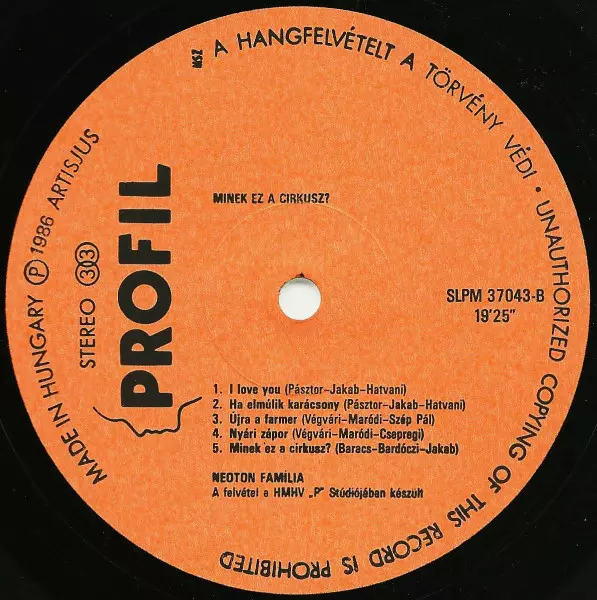 MADE IN HUNGARY Ⓟ 1986 ARTISJUS
MSZ A HANGFELVÉTELT A TÖRVÉNY VÉDI • UNAUTHORIZED COPYING OF THIS RECORD IS PROHIBITED
STEREO 33
PROFIL
MINEK EZ A CIRKUSZ?
SLPM 37043-B
19'25"
1. I love you (Pásztor–Jakab–Hatvani)
2. Ha elmúlik karácsony (Pásztor–Jakab–Hatvani)
3. Újra a farmer (Végvári–Maródi–Szép Pál)
4. Nyári zápor (Végvári–Maródi–Csepregi)
5. Minek ez a cirkusz? (Baracs–Bardóczi–Jakab)
NEOTON FAMÍLIA
A felvétel a HMHV „P” Stúdiójában készült